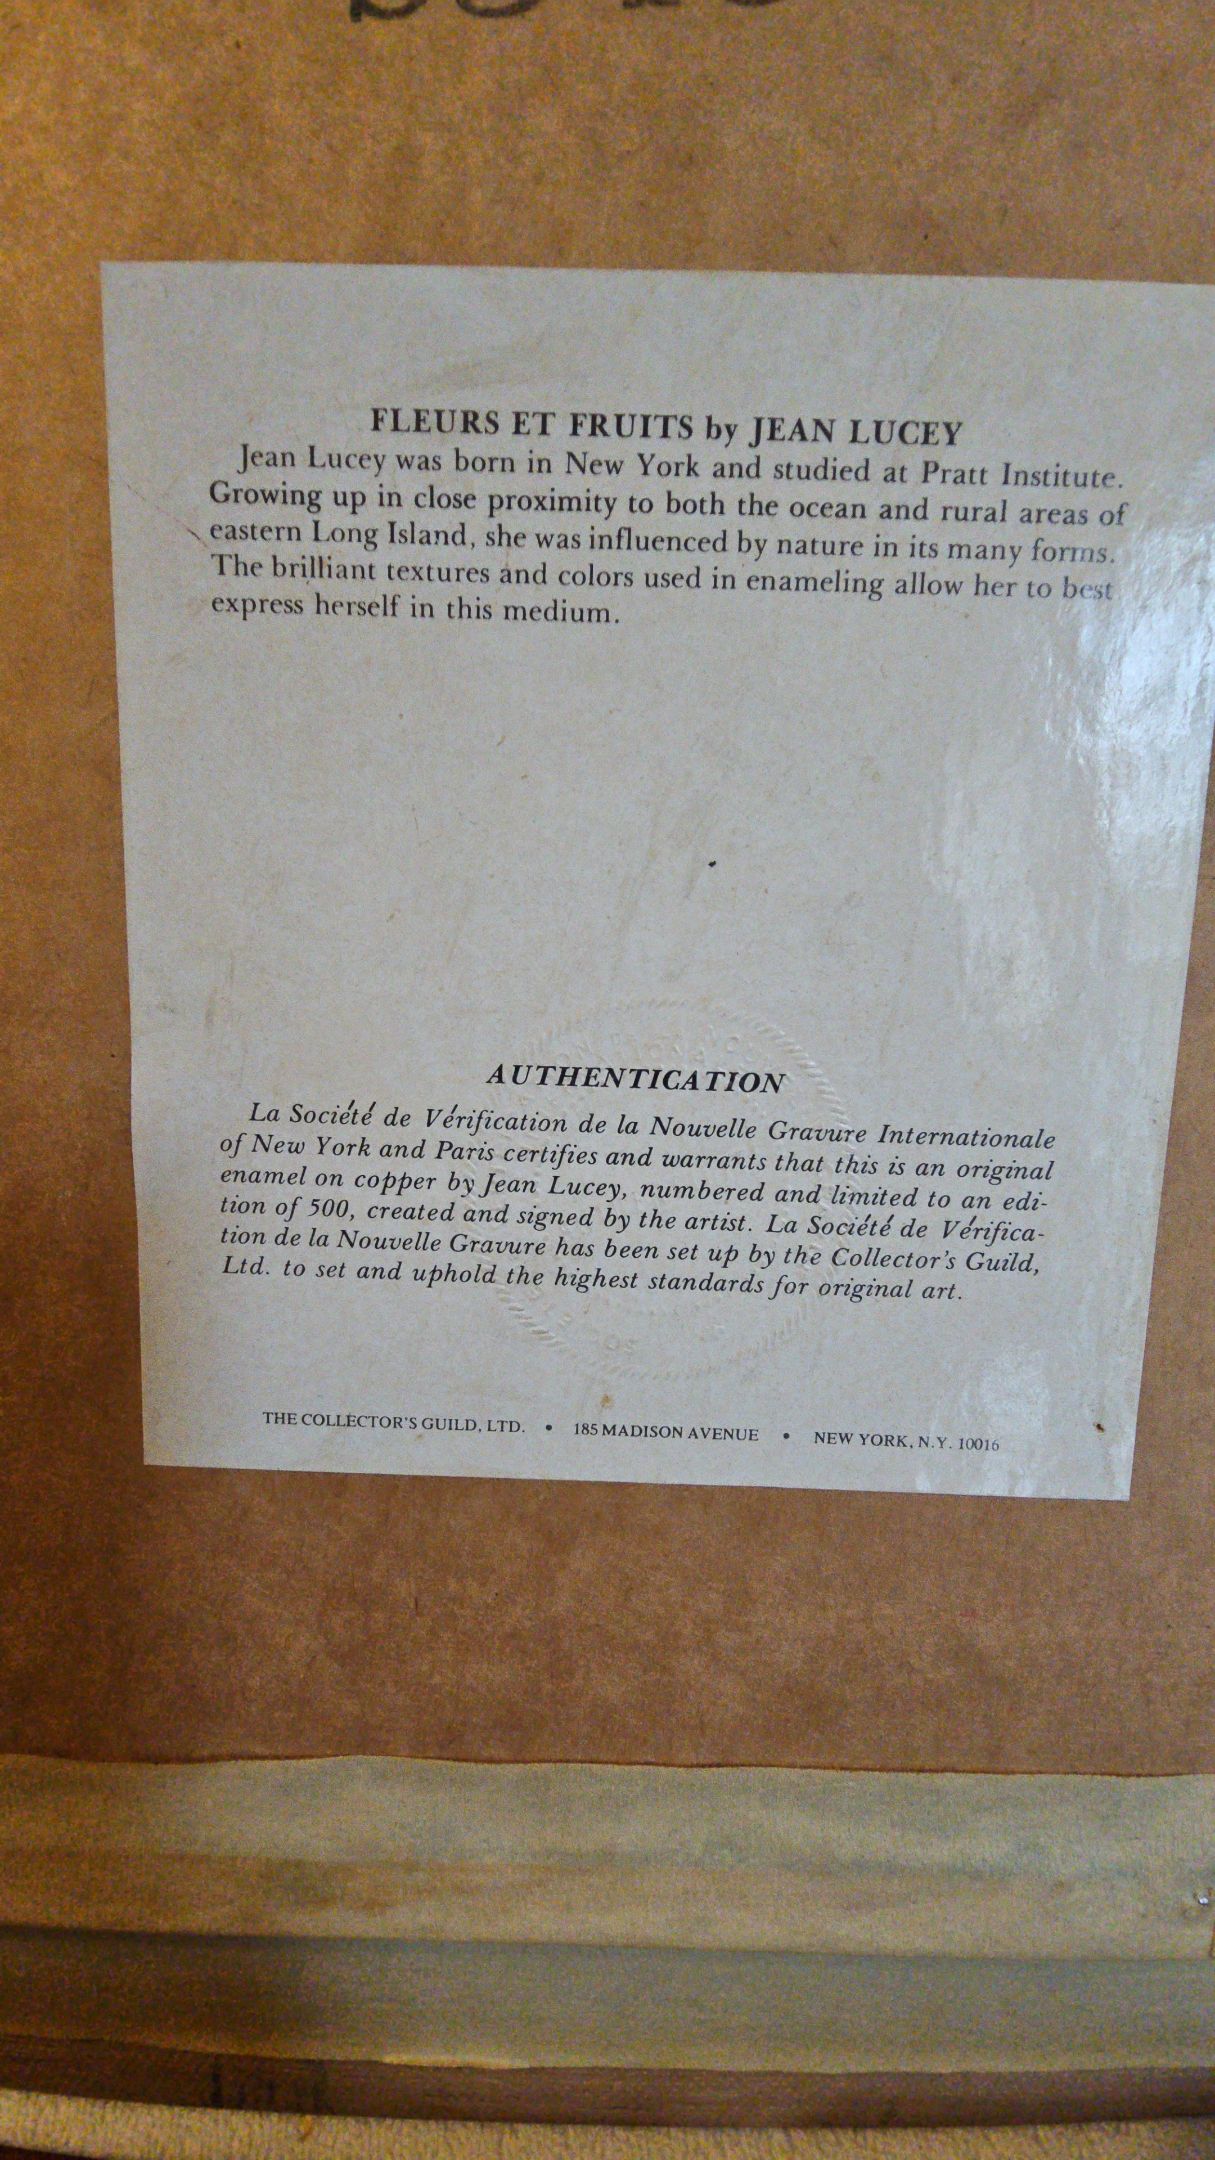 FLEURS ET FRUITS by JEAN LUCEY
Jean Lucey was born in New York and studied at Pratt Institute.
Growing up in close proximity to both the ocean and rural areas of
eastern Long Island, she was influenced by nature in its many forms.
The brilliant textures and colors used in enameling allow her to best
express herself in this medium.
AUTHENTICATION
La Société de Vérification de la Nouvelle Gravure Internationale
of New York and Paris certifies and warrants that this is an original
enamel on copper by Jean Lucey, numbered and limited to an edi-
tion of 500, created and signed by the artist. La Société de Vérifica-
tion de la Nouvelle Gravure has been set up by the Collector's Guild,
Ltd. to set and uphold the highest standards for original art.
THE COLLECTOR'S GUILD, LTD. • 185 MADISON AVENUE • NEW YORK, N.Y. 10016